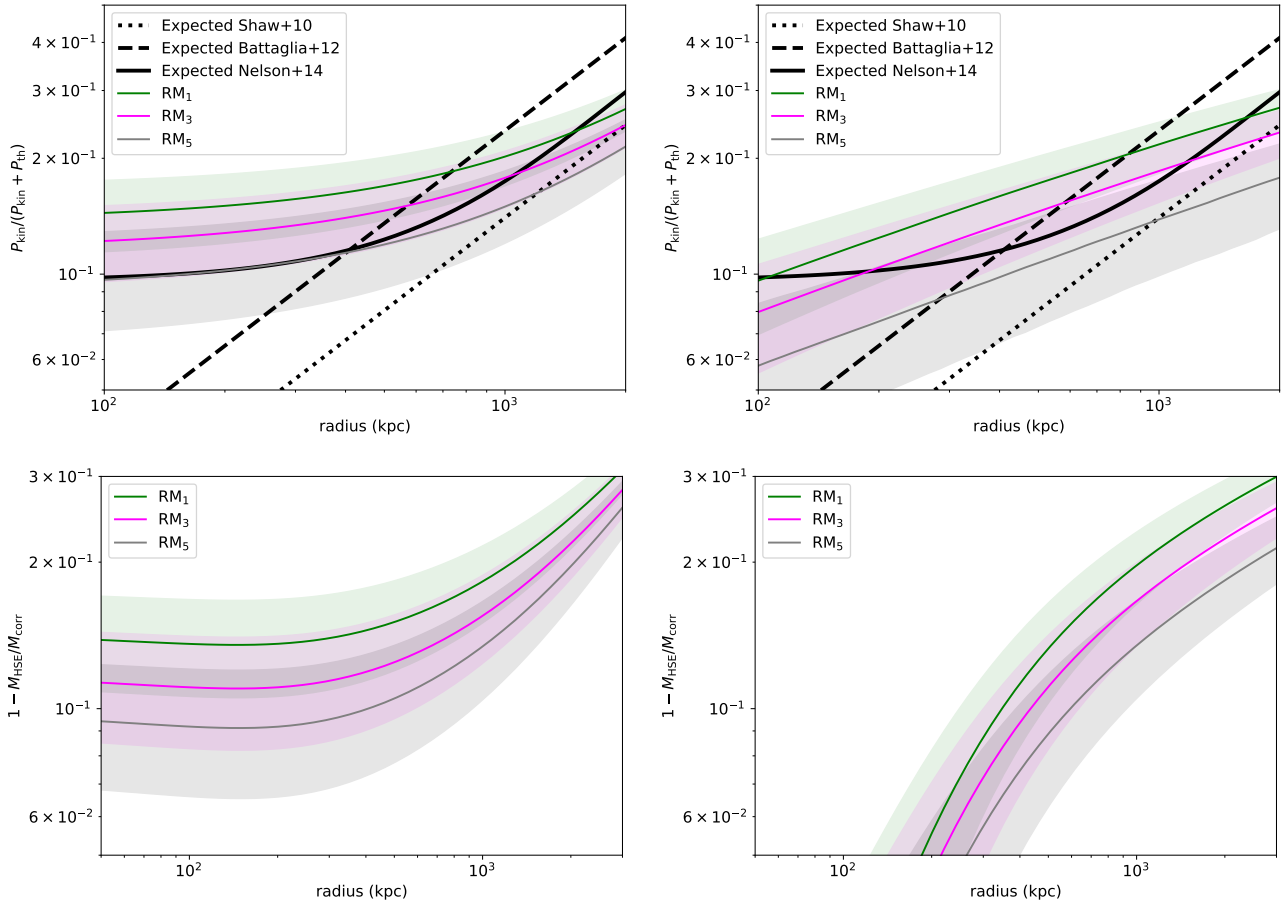 Expected Shaw+10
Expected Battaglia+12
Expected Nelson+14
RM₁
RM₃
RM₅
4 × 10⁻¹
3 × 10⁻¹
2 × 10⁻¹
10⁻¹
6 × 10⁻²
P_kin/(P_kin + P_th)
10²
10³
radius (kpc)
Expected Shaw+10
Expected Battaglia+12
Expected Nelson+14
RM₁
RM₃
RM₅
4 × 10⁻¹
3 × 10⁻¹
2 × 10⁻¹
10⁻¹
6 × 10⁻²
P_kin/(P_kin + P_th)
10²
10³
radius (kpc)
RM₁
RM₃
RM₅
3 × 10⁻¹
2 × 10⁻¹
10⁻¹
6 × 10⁻²
1 − M_HSE/M_corr
10²
10³
radius (kpc)
RM₁
RM₃
RM₅
3 × 10⁻¹
2 × 10⁻¹
10⁻¹
6 × 10⁻²
1 − M_HSE/M_corr
10²
10³
radius (kpc)